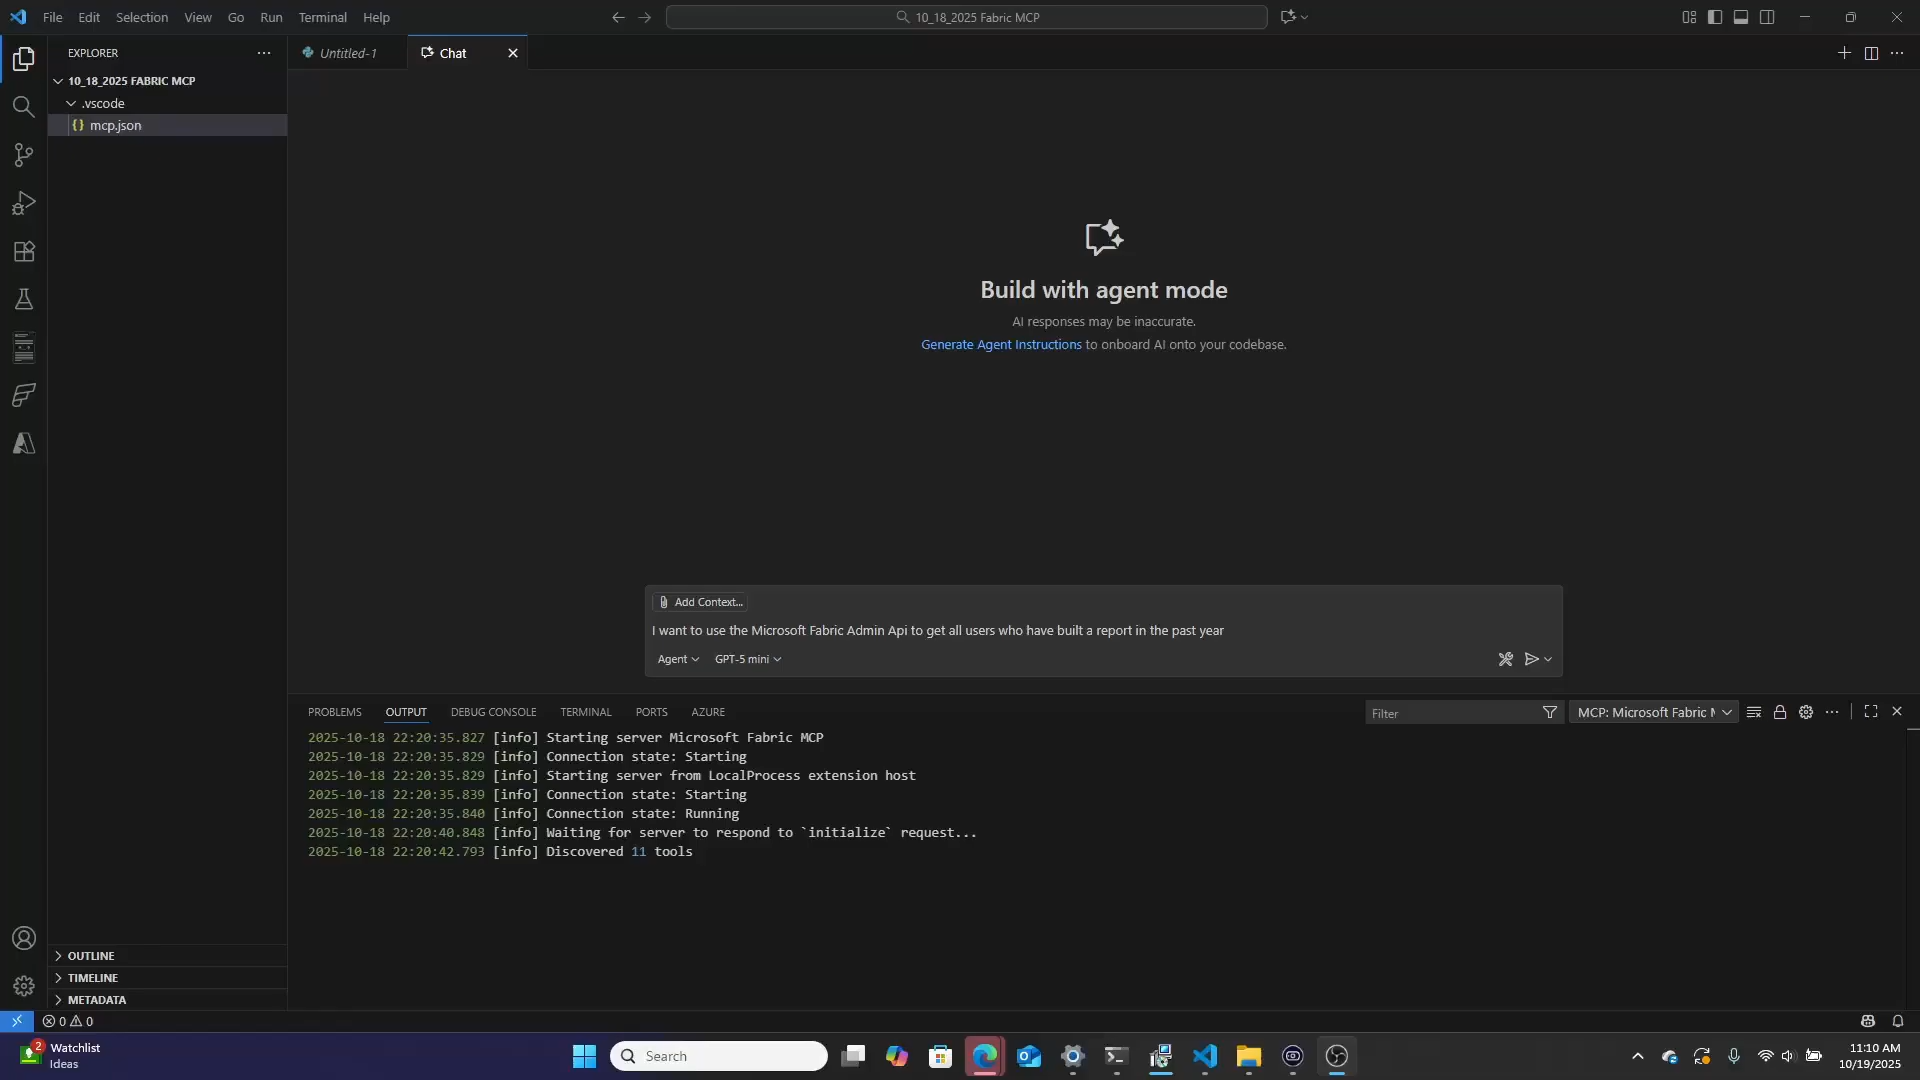 File Edit Selection View Go Run Terminal Help
10_18_2025 Fabric MCP
EXPLORER
Untitled-1
Chat
10_18_2025 FABRIC MCP
.vscode
mcp.json
Build with agent mode
AI responses may be inaccurate.
Generate Agent Instructions to onboard AI onto your codebase.
Add Context...
I want to use the Microsoft Fabric Admin Api to get all users who have built a report in the past year
Agent GPT-5 mini
PROBLEMS OUTPUT DEBUG CONSOLE TERMINAL PORTS AZURE
Filter
MCP: Microsoft Fabric
2025-10-18 22:20:35.827 [info] Starting server Microsoft Fabric MCP
2025-10-18 22:20:35.829 [info] Connection state: Starting
2025-10-18 22:20:35.829 [info] Starting server from LocalProcess extension host
2025-10-18 22:20:35.839 [info] Connection state: Starting
2025-10-18 22:20:35.840 [info] Connection state: Running
2025-10-18 22:20:40.848 [info] Waiting for server to respond to `initialize` request...
2025-10-18 22:20:42.793 [info] Discovered 11 tools
OUTLINE
TIMELINE
METADATA
0 0
2
Watchlist
Ideas
Search
11:10 AM
10/19/2025